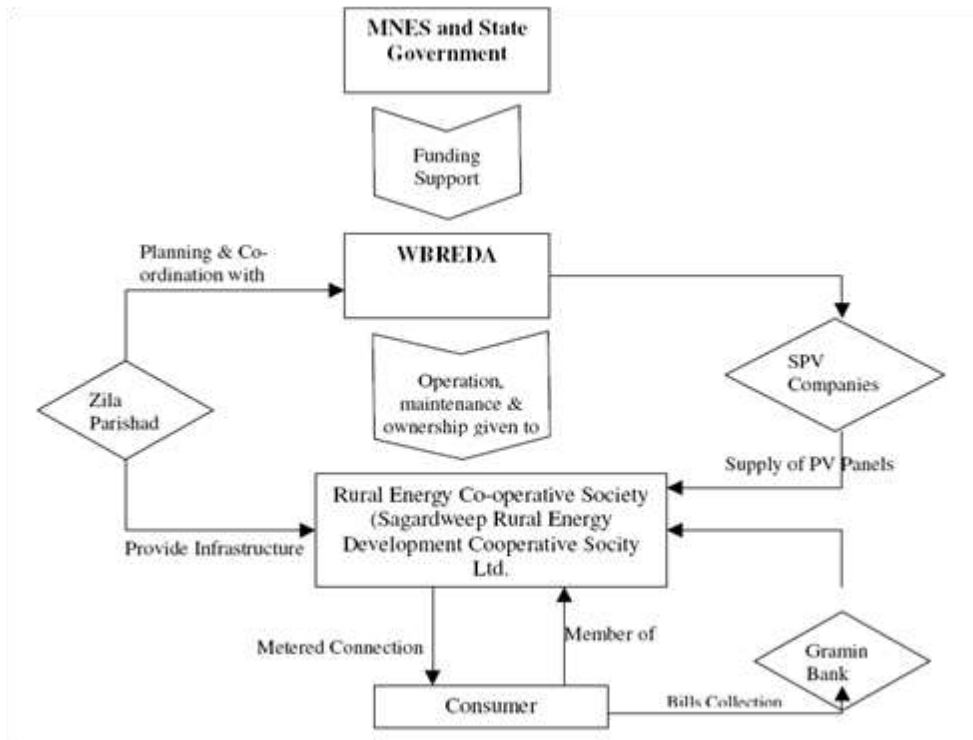 MNES and State
Government
Funding
Support
Planning & Co-
ordination with
WBREDA
SPV
Companies
Zila
Parishad
Operation,
maintenance &
ownership given to
Supply of PV Panels
Rural Energy Co-operative Society
(Sagardweep Rural Energy
Development Cooperative Socity
Ltd.
Provide Infrastructure
Metered Connection
Member of
Gramin
Bank
Consumer
Bills Collection